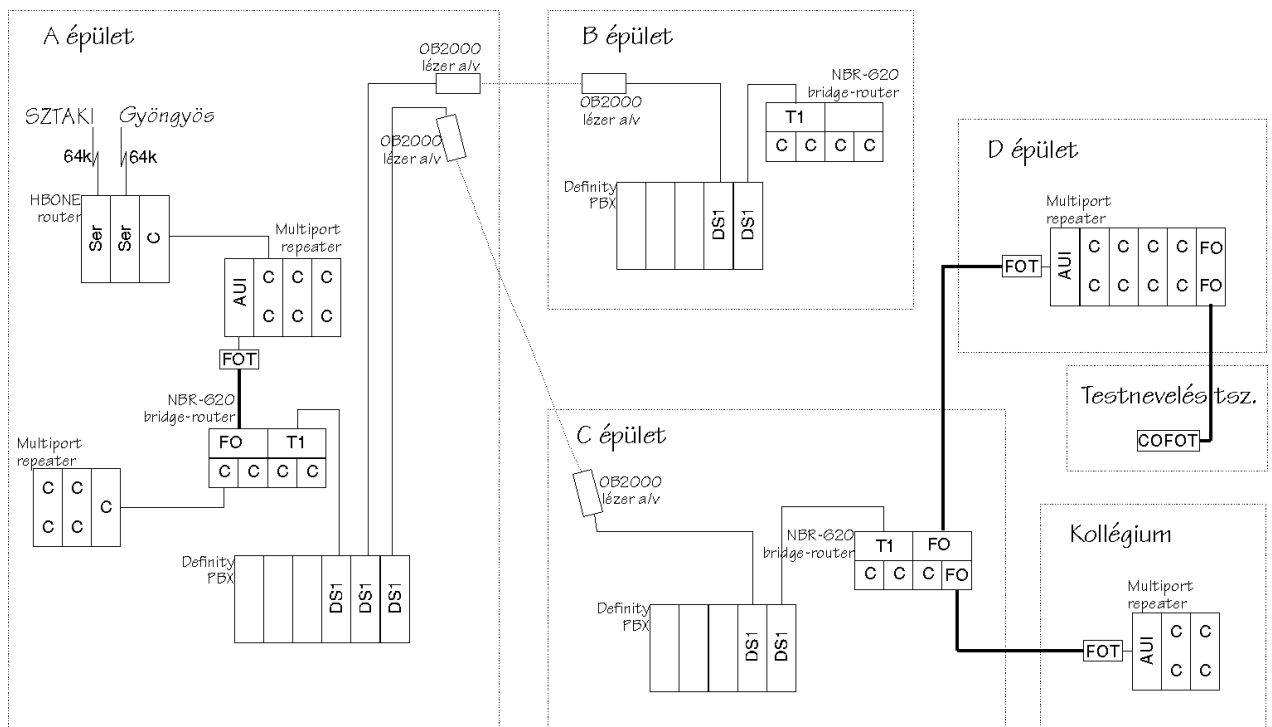 A épület
OB2000
lézer a/v
SZTAKI
Gyöngyös
64k
64k
HBONE
router
Ser
Ser
C
OB2000
lézer a/v
Multiport
repeater
AUI
C C C
C C C
FOT
NBR-620
bridge-router
FO T1
C C C C
Multiport
repeater
C C
C
C C
Definity
PBX
DS1
DS1
DS1
B épület
OB2000
lézer a/v
NBR-620
bridge-router
T1
C C C C
Definity
PBX
DS1
DS1
C épület
OB2000
lézer a/v
NBR-620
bridge-router
T1 FO
C C C FO
Definity
PBX
DS1
DS1
D épület
Multiport
repeater
FOT
AUI
C C C C FO
C C C C FO
Testnevelés tsz.
COFOT
Kollégium
Multiport
repeater
FOT
AUI
C C
C C